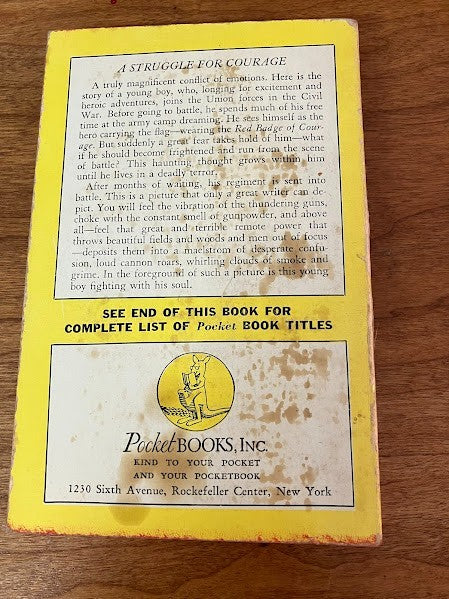 A STRUGGLE FOR COURAGE
A truly magnificent conflict of emotions. Here is the
story of a young boy, who, longing for excitement and
heroic adventures, joins the Union forces in the Civil
War. Before going to battle, he spends much of his free
time at the army camp dreaming. He sees himself as the
hero carrying the flag—wearing the Red Badge of Cour-
age. But suddenly a great fear takes hold of him—what
if he should become frightened and run from the scene
of battle? This haunting thought grows within him
until he lives in a deadly terror.
After months of waiting, his regiment is sent into
battle. This is a picture that only a great writer can de-
pict. You will feel the vibration of the thundering guns,
choke with the constant smell of gunpowder, and above
all—feel that great and terrible remote power that
throws beautiful fields and woods and men out of focus
—deposits them into a maelstrom of desperate confu-
sion, loud cannon roars, whirling clouds of smoke and
grime. In the foreground of such a picture is this young
boy fighting with his soul.
SEE END OF THIS BOOK FOR
COMPLETE LIST OF Pocket BOOK TITLES
Pocket BOOKS, INC.
KIND TO YOUR POCKET
AND YOUR POCKETBOOK
1230 Sixth Avenue, Rockefeller Center, New York